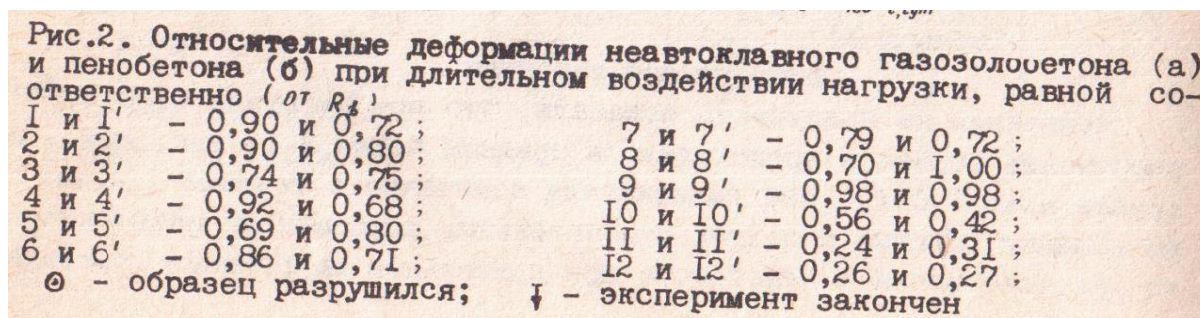 Рис.2. Относительные деформации неавтоклавного газозолобетона (а)
и пенобетона (б) при длительном воздействии нагрузки, равной со-
ответственно (от R
I и I' - 0,90 и 0,72;
2 и 2' - 0,90 и 0,80;
3 и 3' - 0,74 и 0,75;
4 и 4' - 0,92 и 0,68;
5 и 5' - 0,69 и 0,80;
6 и 6' - 0,86 и 0,7I;
7 и 7' - 0,79 и 0,72;
8 и 8' - 0,70 и I,00;
9 и 9' - 0,98 и 0,98;
I0 и I0' - 0,56 и 0,42;
II и II' - 0,24 и 0,3I;
I2 и I2' - 0,26 и 0,27;
⊙ - образец разрушился; ↓ - эксперимент закончен